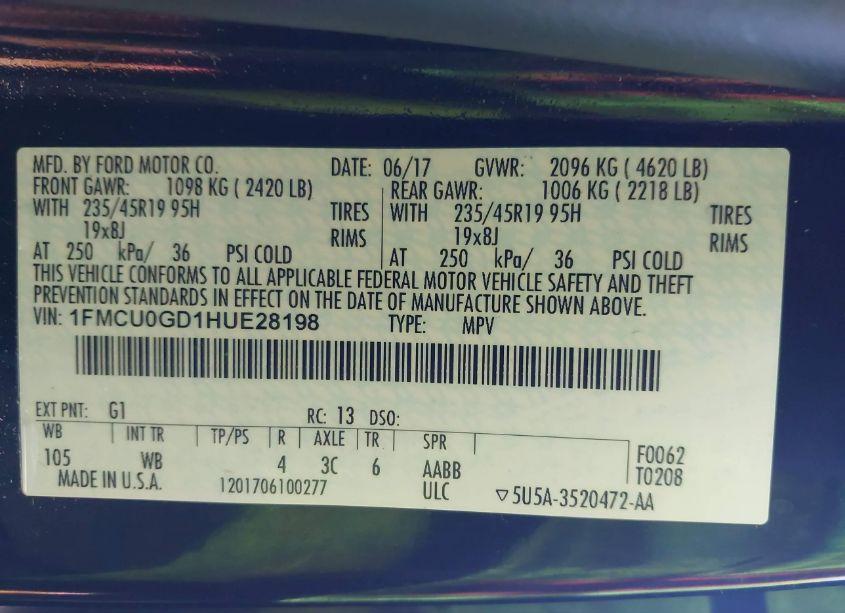 MFD. BY FORD MOTOR CO. DATE: 06/17 GVWR: 2096 KG ( 4620 LB)
FRONT GAWR: 1098 KG ( 2420 LB) REAR GAWR: 1006 KG ( 2218 LB)
WITH 235/45R19 95H TIRES WITH 235/45R19 95H TIRES
19x8J RIMS 19x8J RIMS
AT 250 kPa/ 36 PSI COLD AT 250 kPa/ 36 PSI COLD
THIS VEHICLE CONFORMS TO ALL APPLICABLE FEDERAL MOTOR VEHICLE SAFETY AND THEFT
PREVENTION STANDARDS IN EFFECT ON THE DATE OF MANUFACTURE SHOWN ABOVE.
VIN: 1FMCU0GD1HUE28198 TYPE: MPV
EXT PNT: G1 RC: 13 DSO:
WB INT TR TP/PS R AXLE TR SPR F0062
105 WB 4 3C 6 AABB T0208
MADE IN U.S.A. 1201706100277 ULC ▽5U5A-3520472-AA